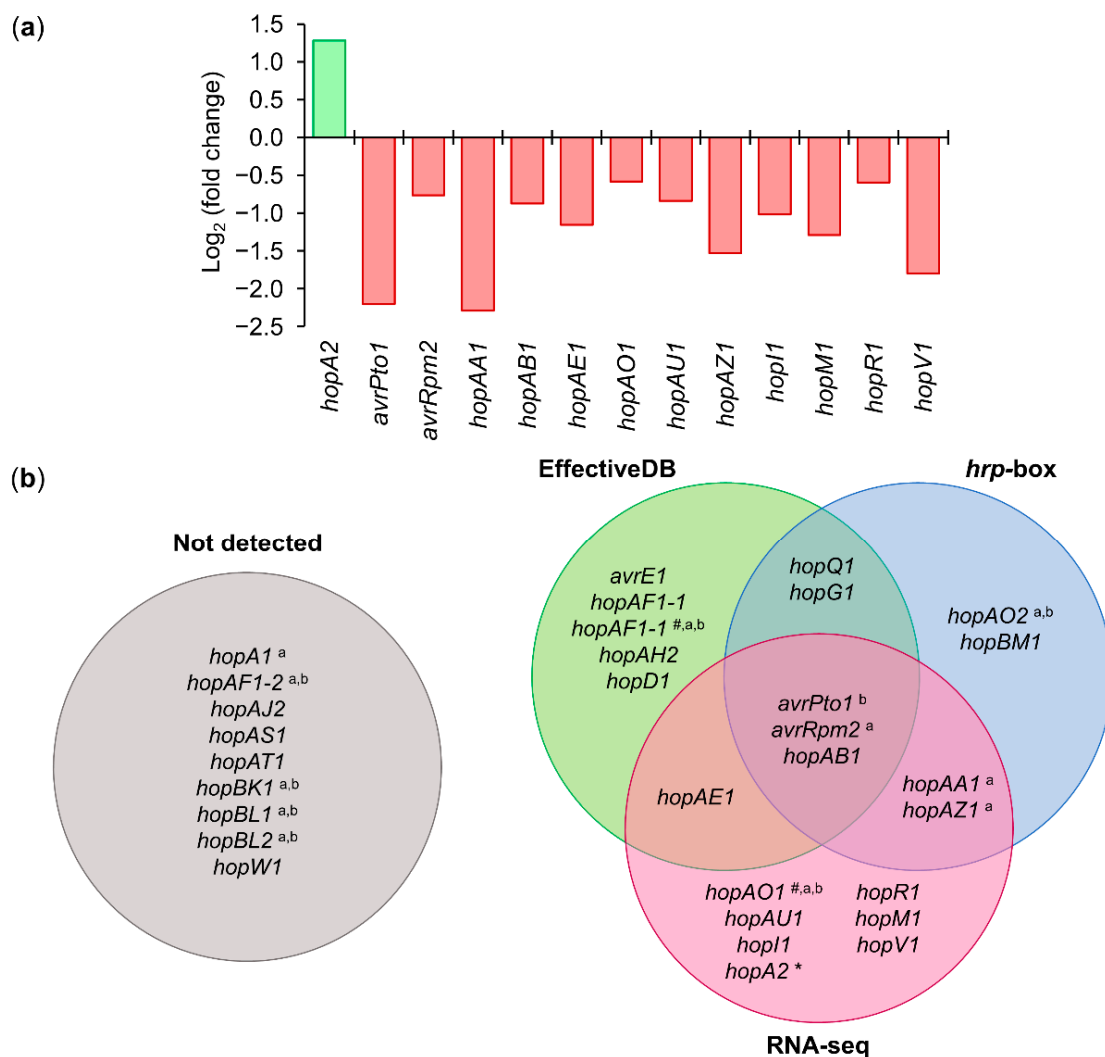 (a)
Log2 (fold change)
1.5
1.0
0.5
0.0
−0.5
−1.0
−1.5
−2.0
−2.5
hopA2
avrPto1
avrRpm2
hopAA1
hopAB1
hopAE1
hopAO1
hopAU1
hopAZ1
hopI1
hopM1
hopR1
hopV1
(b)
Not detected
hopA1 a
hopAF1-2 a,b
hopAJ2
hopAS1
hopAT1
hopBK1 a,b
hopBL1 a,b
hopBL2 a,b
hopW1
EffectiveDB
hrp-box
avrE1
hopAF1-1
hopAF1-1 #,a,b
hopAH2
hopD1
hopQ1
hopG1
hopAO2 a,b
hopBM1
avrPto1 b
avrRpm2 a
hopAB1
hopAE1
hopAA1 a
hopAZ1 a
hopAO1 #,a,b
hopAU1
hopI1
hopA2 *
hopR1
hopM1
hopV1
RNA-seq